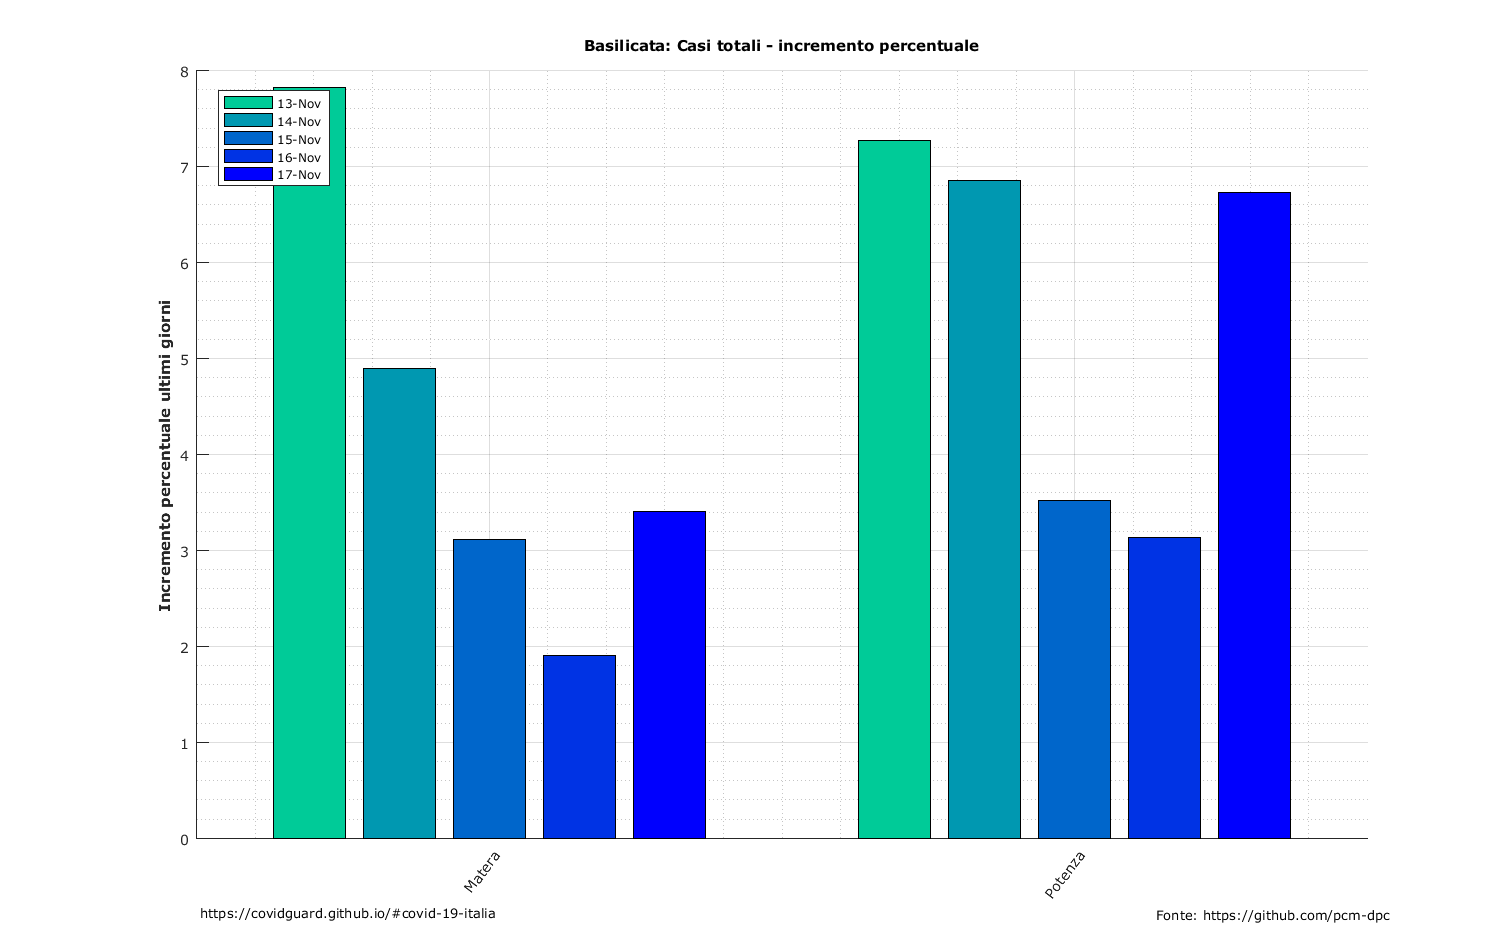 Basilicata: Casi totali - incremento percentuale
8
7
6
5
4
3
2
1
0
Incremento percentuale ultimi giorni
13-Nov
14-Nov
15-Nov
16-Nov
17-Nov
Matera
Potenza
https://covidguard.github.io/#covid-19-italia
Fonte: https://github.com/pcm-dpc